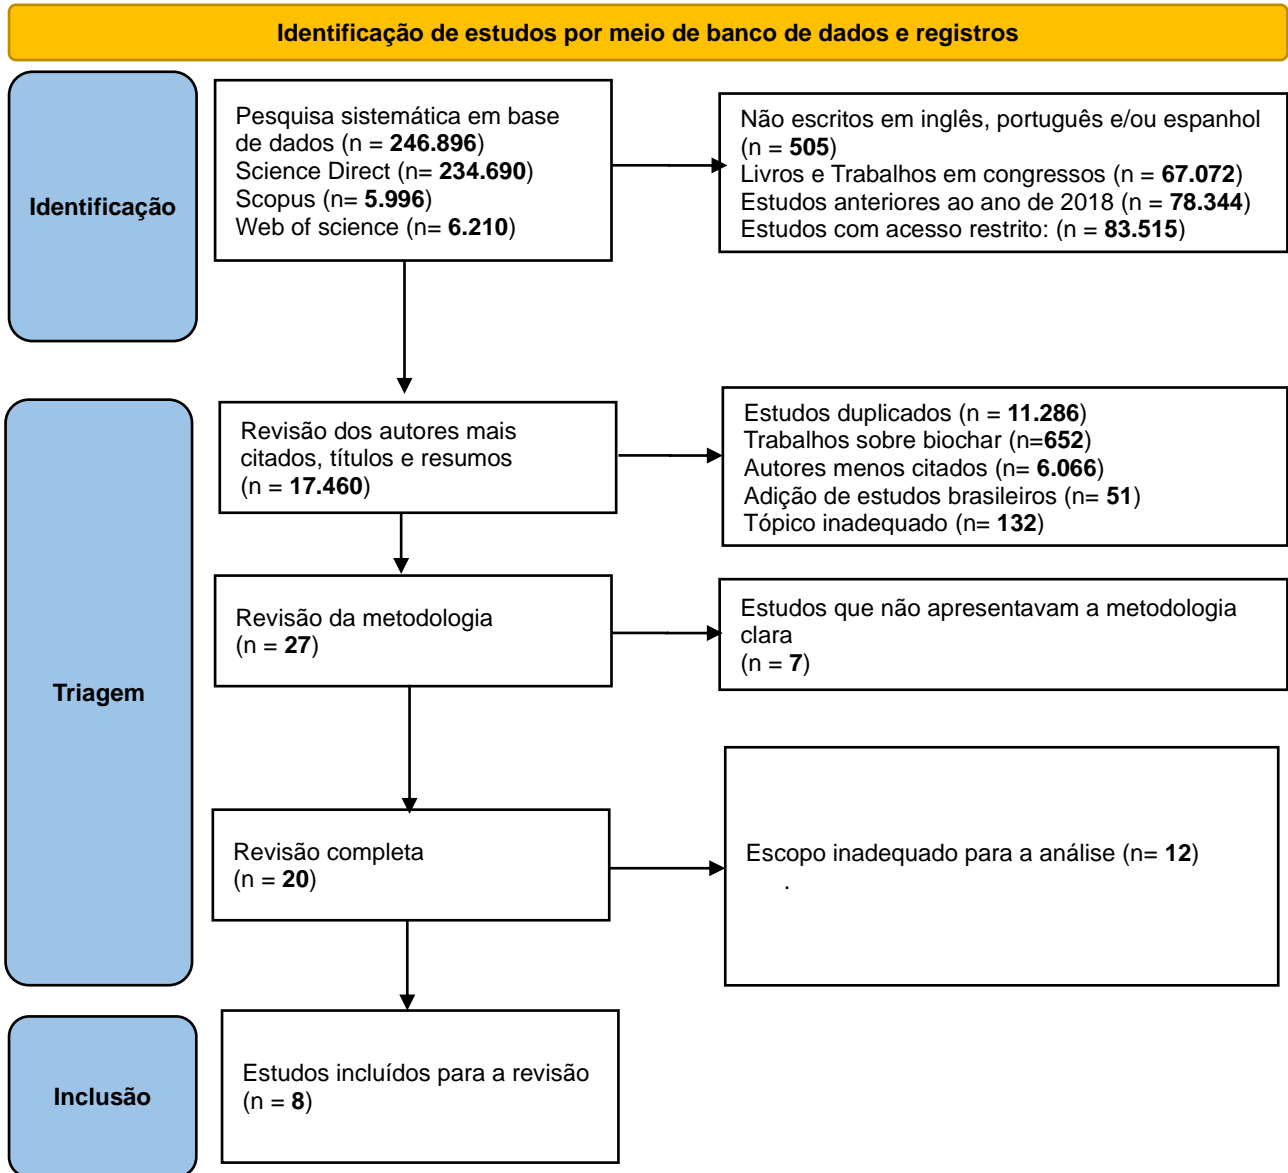 Identificação de estudos por meio de banco de dados e registros
Identificação
Pesquisa sistemática em base
de dados (n = 246.896)
Science Direct (n= 234.690)
Scopus (n= 5.996)
Web of science (n= 6.210)
Não escritos em inglês, português e/ou espanhol
(n = 505)
Livros e Trabalhos em congressos (n = 67.072)
Estudos anteriores ao ano de 2018 (n = 78.344)
Estudos com acesso restrito: (n = 83.515)
Triagem
Revisão dos autores mais
citados, títulos e resumos
(n = 17.460)
Estudos duplicados (n = 11.286)
Trabalhos sobre biochar (n=652)
Autores menos citados (n= 6.066)
Adição de estudos brasileiros (n= 51)
Tópico inadequado (n= 132)
Revisão da metodologia
(n = 27)
Estudos que não apresentavam a metodologia
clara
(n = 7)
Revisão completa
(n = 20)
Escopo inadequado para a análise (n= 12)
.
Inclusão
Estudos incluídos para a revisão
(n = 8)